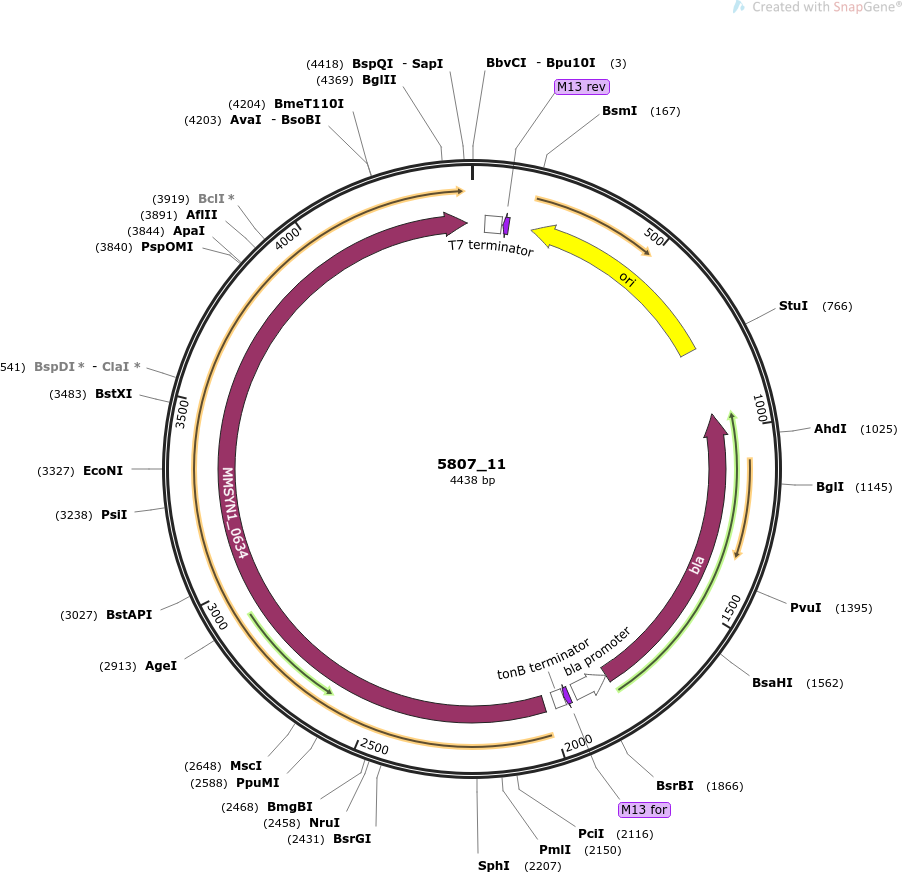 Created with SnapGene®
(4418) BspQI - SapI
(4369) BglII
(4204) BmeT110I
(4203) AvaI - BsoBI
(3919) BclI *
(3891) AflII
(3844) ApaI
(3840) PspOMI
541) BspDI * - ClaI *
(3483) BstXI
(3327) EcoNI
(3238) PsiI
(3027) BstAPI
(2913) AgeI
(2648) MscI
(2588) PpuMI
(2468) BmgBI
(2458) NruI
(2431) BsrGI
BbvCI - Bpu10I (3)
M13 rev
BsmI (167)
StuI (766)
AhdI (1025)
BglI (1145)
PvuI (1395)
BsaHI (1562)
BsrBI (1866)
M13 for
PciI (2116)
PmlI (2150)
SphI (2207)
T7 terminator
ori
bla
bla promoter
tonB terminator
MMSYN1_0634
500
1000
1500
2000
2500
3000
3500
4000
5807_11
4438 bp